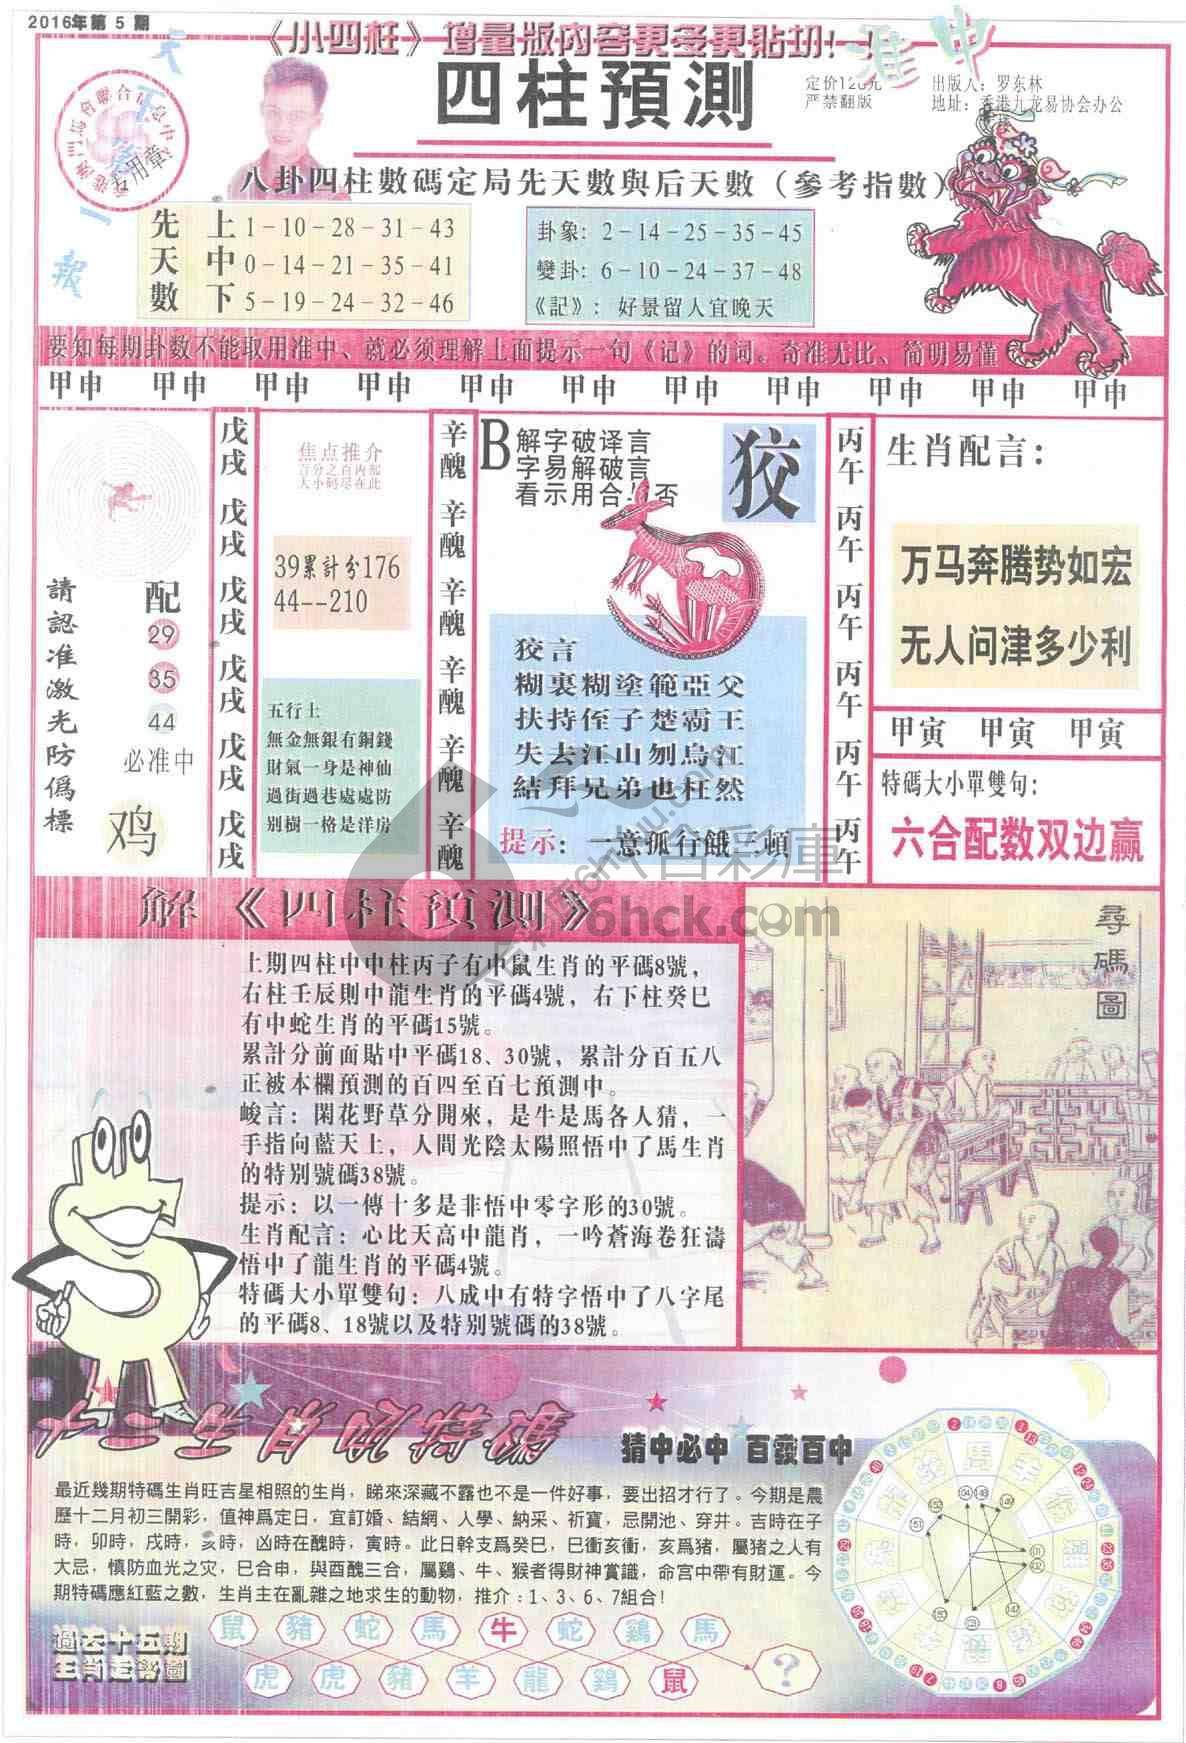 2016年第 5 期
《小四柱》增量版内容更多更贴切！
四柱預測
准中
严禁翻版
出版人：罗东林
地址：香港九龙易协会办公
八卦四柱數碼定局先天數與后天數（參考指數）
先天數
上 1－10－28－31－43
中 0－14－21－35－41
下 5－19－24－32－46
卦象：2－14－25－35－45
變卦：6－10－24－37－48
《記》：好景留人宜晚天
要知每期卦数不能取用准中、就必须理解上面提示一句《记》的词。奇准无比、简明易懂
甲申 甲申 甲申 甲申 甲申 甲申 甲申 甲申 甲申 甲申 甲申
請認准激光防僞標
配
29
35
44
必准中
鸡
戊戌 戊戌 戊戌 戊戌 戊戌 戊戌
焦点推介
百分之百内部
大小码尽在此
39累計分176
44--210
五行土
無金無銀有銅錢
財氣一身是神仙
過街過巷處處防
别樹一格是洋房
辛醜 辛醜 辛醜 辛醜 辛醜 辛醜
B
解字破译言
字易解破言
看示用合
否
狡
狡言
糊裏糊塗範亞父
扶持侄子楚霸王
失去江山刎烏江
結拜兄弟也枉然
提示：一意孤行餓三頓
丙午 丙午 丙午 丙午 丙午 丙午
生肖配言：
万马奔腾势如宏
无人问津多少利
甲寅 甲寅 甲寅
特碼大小單雙句：
六合配数双边赢
解《四柱預測》
上期四柱中中柱丙子有中鼠生肖的平碼8號，
右柱壬辰則中龍生肖的平碼4號，右下柱癸巳
有中蛇生肖的平碼15號。
累計分前面貼中平碼18、30號，累計分百五八
正被本欄預測的百四至百七預測中。
峻言：閑花野草分開來，是牛是馬各人猜，一
手指向藍天上，人間光陰太陽照悟中了馬生肖
的特别號碼38號。
提示：以一傳十多是非悟中零字形的30號。
生肖配言：心比天高中龍肖，一吟蒼海卷狂濤
悟中了龍生肖的平碼4號。
特碼大小單雙句：八成中有特字悟中了八字尾
的平碼8、18號以及特别號碼的38號。
尋碼圖
猜中必中 百發百中
最近幾期特碼生肖旺吉星相照的生肖，睇來深藏不露也不是一件好事，要出招才行了。今期是農
歷十二月初三開彩，值神爲定日，宜訂婚、結網、人學、納采、祈寶，忌開池、穿井。吉時在子
時，卯時，戌時，亥時，凶時在醜時，寅時。此日幹支爲癸巳，巳衝亥衝，亥爲猪，屬猪之人有
大忌，慎防血光之灾，巳合申，與酉醜三合，屬鷄、牛、猴者得財神賞識，命宫中帶有財運。今
期特碼應紅藍之數，生肖主在亂雜之地求生的動物，推介：1、3、6、7組合！
過去十五期
生肖走勢圖
鼠 豬 蛇 馬 牛 蛇 鷄 馬
虎 虎 豬 羊 龍 鷄 鼠 ？
六合彩庫
6hck.com